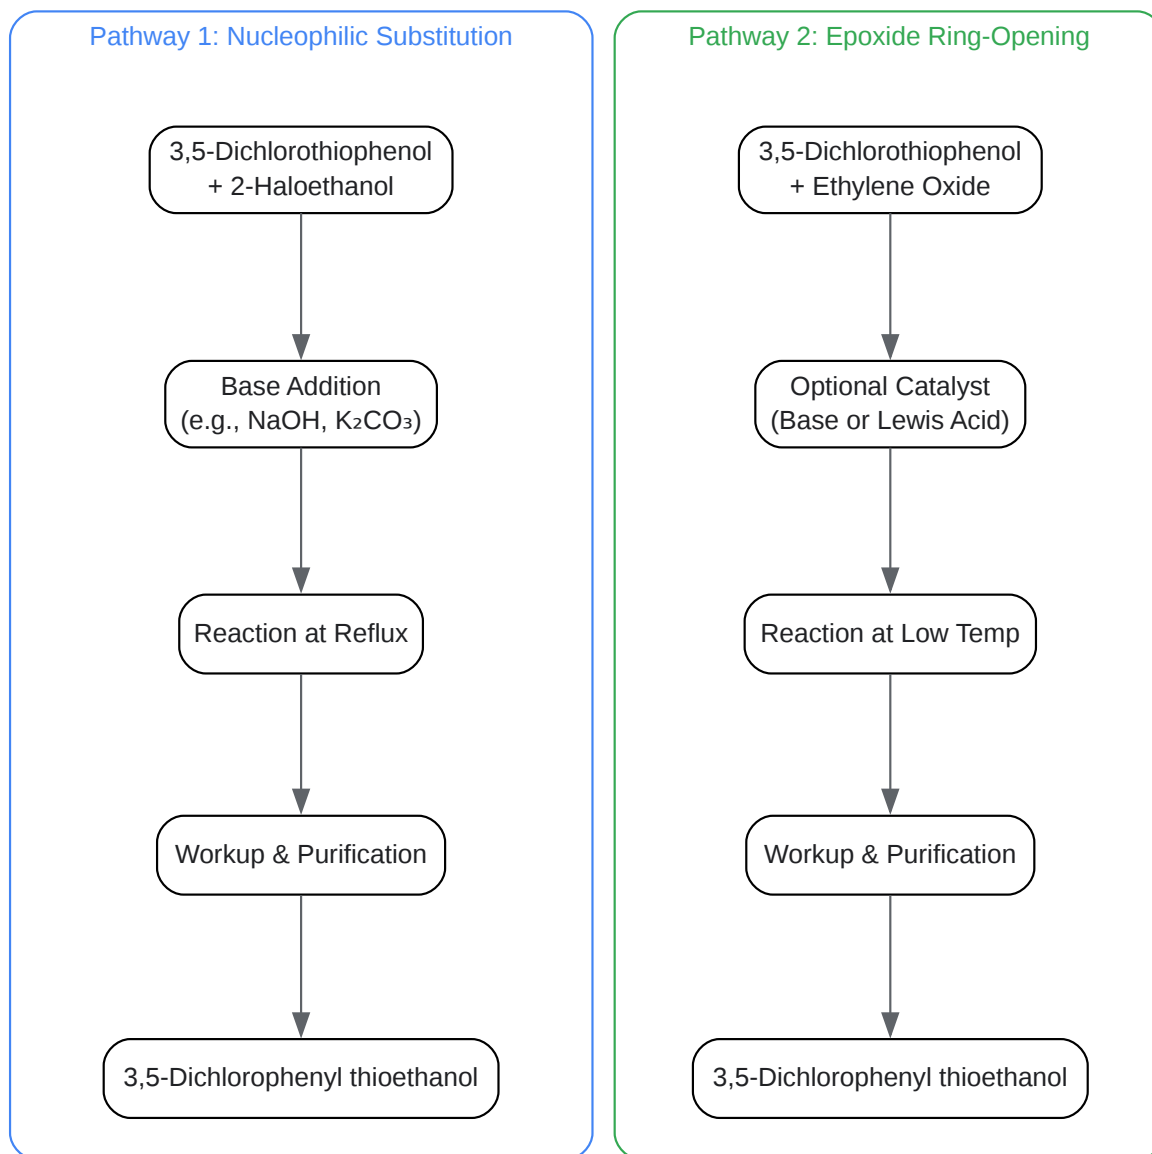 Pathway 1: Nucleophilic Substitution
3,5-Dichlorothiophenol
+ 2-Haloethanol
Base Addition
(e.g., NaOH, K₂CO₃)
Reaction at Reflux
Workup & Purification
3,5-Dichlorophenyl thioethanol
Pathway 2: Epoxide Ring-Opening
3,5-Dichlorothiophenol
+ Ethylene Oxide
Optional Catalyst
(Base or Lewis Acid)
Reaction at Low Temp
Workup & Purification
3,5-Dichlorophenyl thioethanol